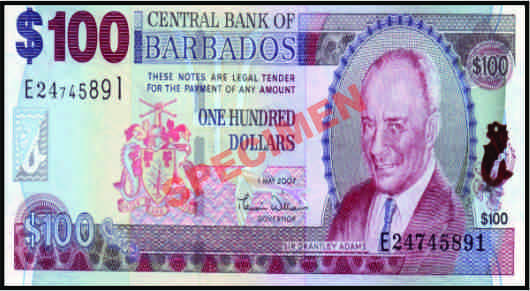 $100
CENTRAL BANK OF
BARBADOS
E24745891
THESE NOTES ARE LEGAL TENDER
FOR THE PAYMENT OF ANY AMOUNT
$100
ONE HUNDRED
DOLLARS
SPECIMEN
1 MAY 2007
GOVERNOR
$100
SIR GRANTLEY ADAMS
E24745891
$100